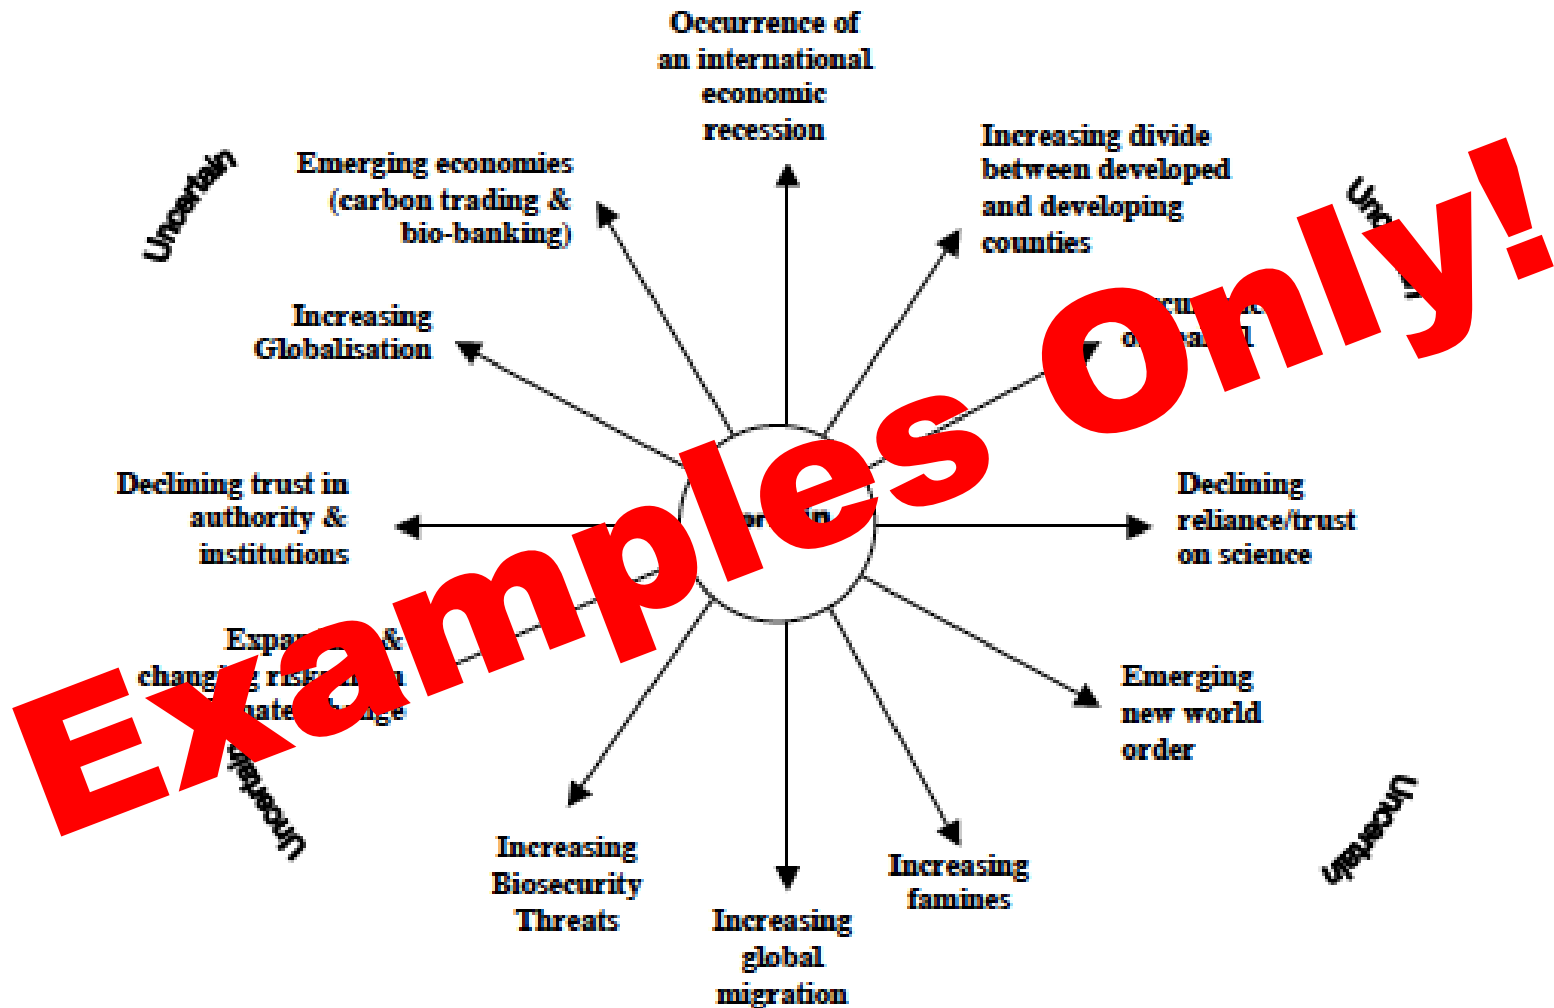 Occurrence of
an international
economic
recession
Increasing divide
between developed
and developing
counties
Emerging economies
(carbon trading &
bio-banking)
Uncertain
Increasing
Globalisation
Declining trust in
authority &
institutions
Declining
reliance/trust
on science
&
Emerging
new world
order
Uncertain
Uncertain
Increasing
Biosecurity
Threats
Increasing
global
migration
Increasing
famines
Examples Only!